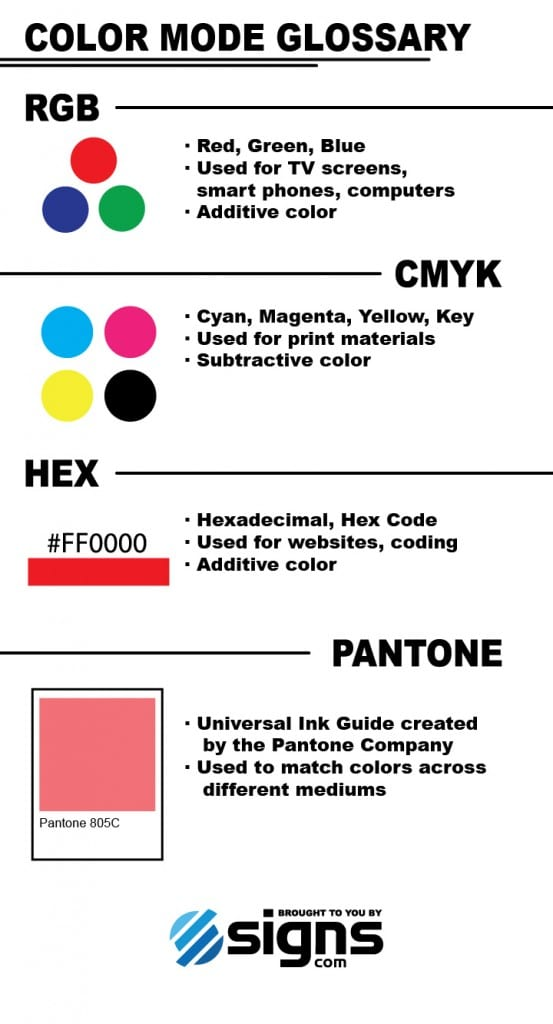 COLOR MODE GLOSSARY
RGB
· Red, Green, Blue
· Used for TV screens,
smart phones, computers
· Additive color
CMYK
· Cyan, Magenta, Yellow, Key
· Used for print materials
· Subtractive color
HEX
#FF0000
· Hexadecimal, Hex Code
· Used for websites, coding
· Additive color
PANTONE
· Universal Ink Guide created
by the Pantone Company
· Used to match colors across
different mediums
Pantone 805C
BROUGHT TO YOU BY
signs
com